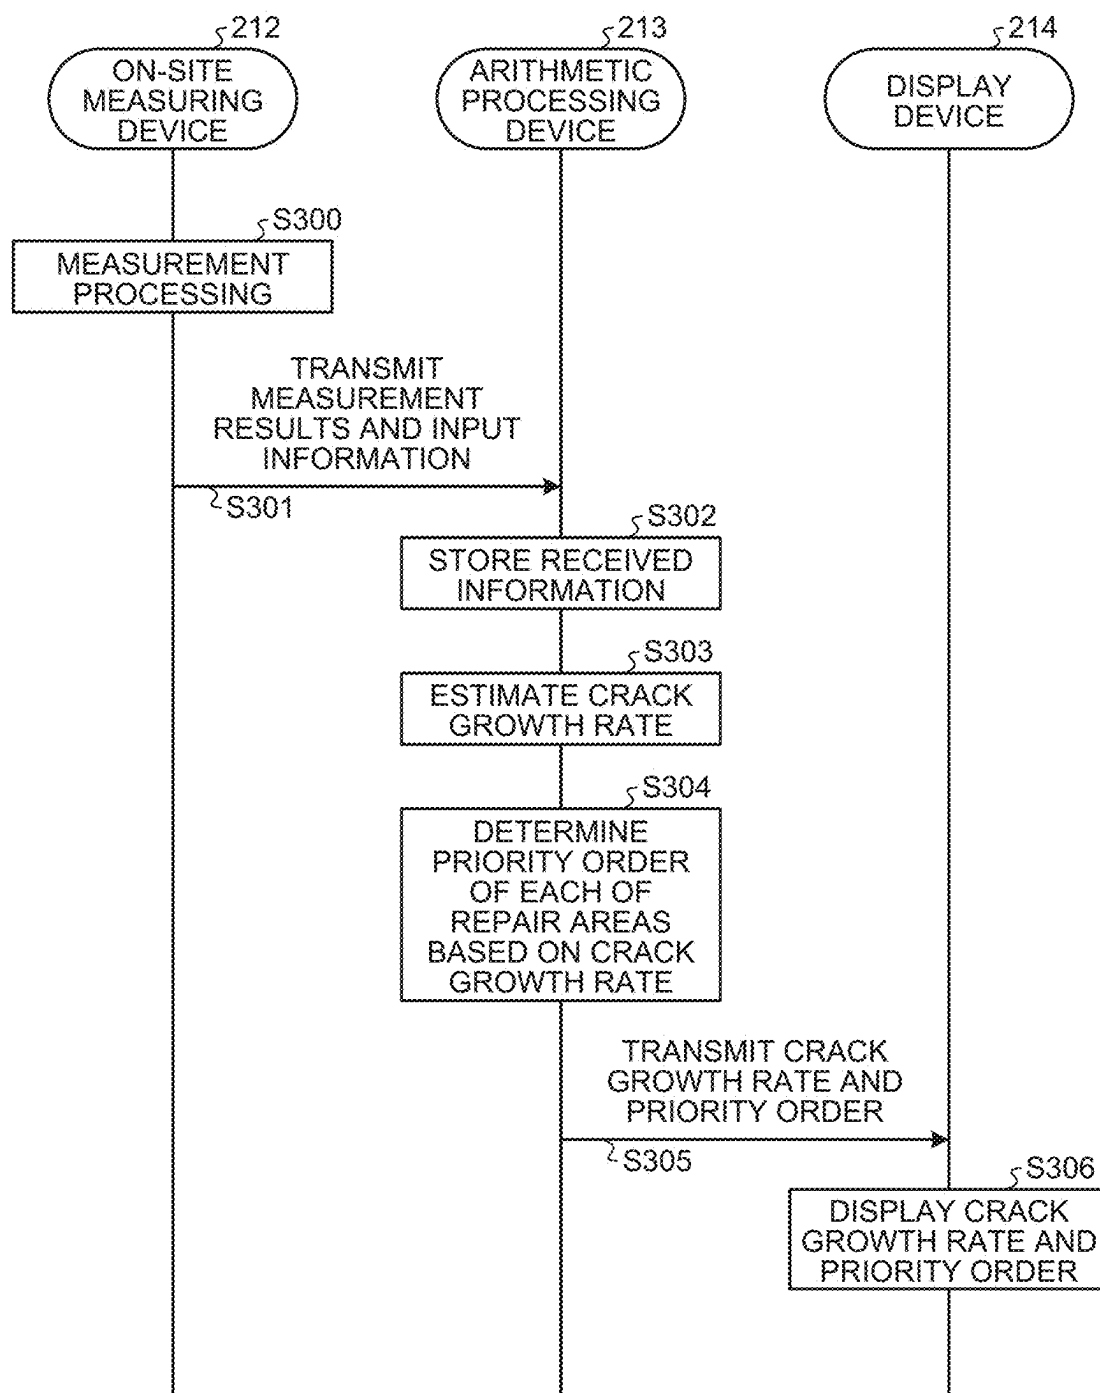 212
ON-SITE
MEASURING
DEVICE
213
ARITHMETIC
PROCESSING
DEVICE
214
DISPLAY
DEVICE
S300
MEASUREMENT
PROCESSING
TRANSMIT
MEASUREMENT
RESULTS AND INPUT
INFORMATION
S301
S302
STORE RECEIVED
INFORMATION
S303
ESTIMATE CRACK
GROWTH RATE
S304
DETERMINE
PRIORITY ORDER
OF EACH OF
REPAIR AREAS
BASED ON CRACK
GROWTH RATE
TRANSMIT CRACK
GROWTH RATE AND
PRIORITY ORDER
S305
S306
DISPLAY CRACK
GROWTH RATE AND
PRIORITY ORDER